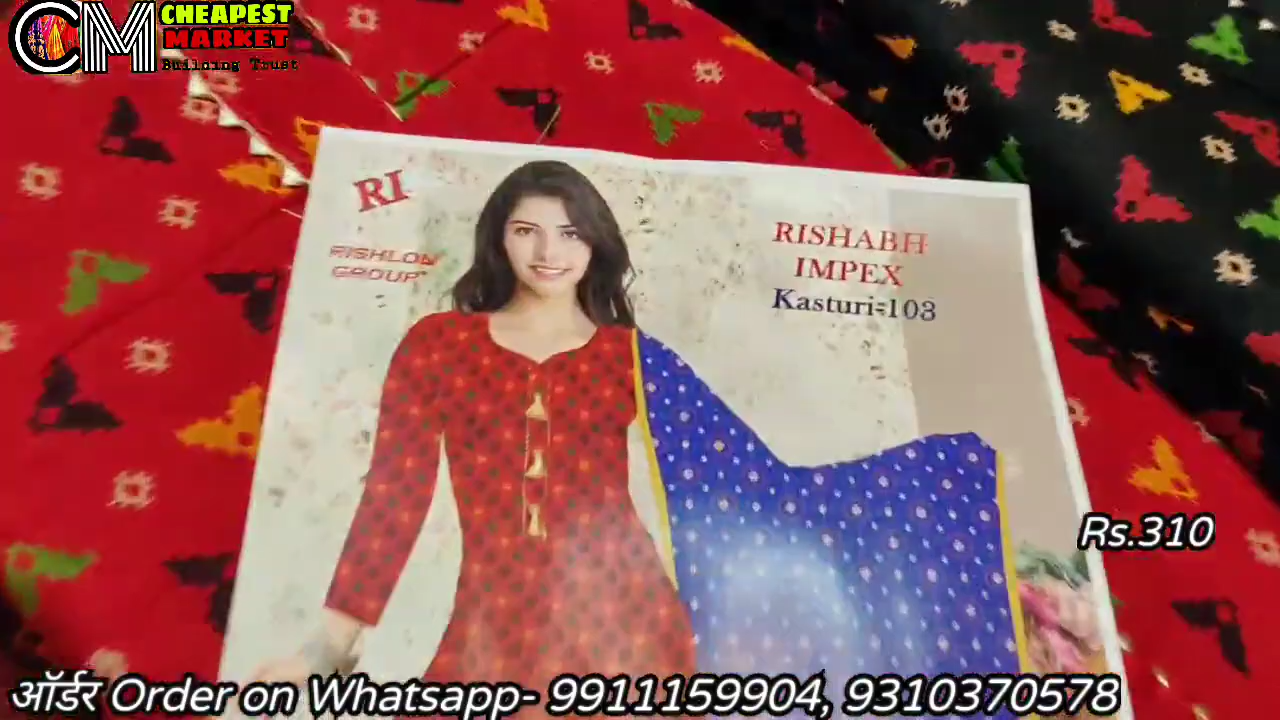 CM CHEAPEST
MARKET
Building Trust
RI
RISHLON
GROUP
RISHABH
IMPEX
Kasturi-103
Rs.310
ऑर्डर Order on Whatsapp- 9911159904, 9310370578